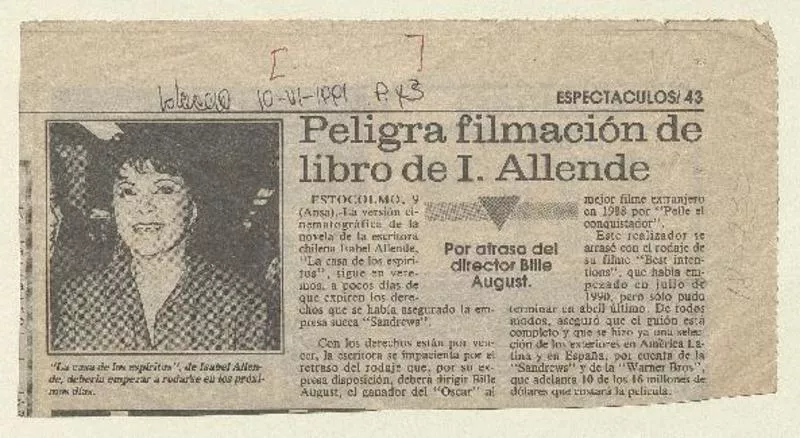 10-VI-1991 P. 43
ESPECTACULOS/ 43
Peligra filmación de
libro de I. Allende
ESTOCOLMO, 9
(Ansa).-La versión ci-
nematográfica de la
novela de la escritora
chilena Isabel Allende,
"La casa de los espíri-
tus", sigue en vere-
mos, a pocos días de
que expiren los dere-
chos que se había asegurado la em-
presa sueca "Sandrews"
Con los derechos están por ven-
cer, la escritora se impacienta por el
retraso del rodaje que, por su ex-
presa disposición, deberá dirigir Bille
August, el ganador del "Oscar" al
Por atraso del
director Bille
August.
mejor filme extranjero
en 1988 por "Pelle el
conquistador".
Este realizador se
atrasó con el rodaje de
su filme "Best inten-
tions", que había em-
pezado en julio de
1990, pero sólo pudo
terminar en abril último. De todos
modos, aseguró que el guión está
completo y que se hizo ya una selec-
ción de los exteriores en América La-
tina y en España, por cuenta de la
"Sandrews" y de la "Warner Bros",
que adelanta 10 de los 16 millones de
dólares que costará la película.
"La casa de los espíritus", de Isabel Allen-
de, debería empezar a rodarse en los próxi-
mos días.